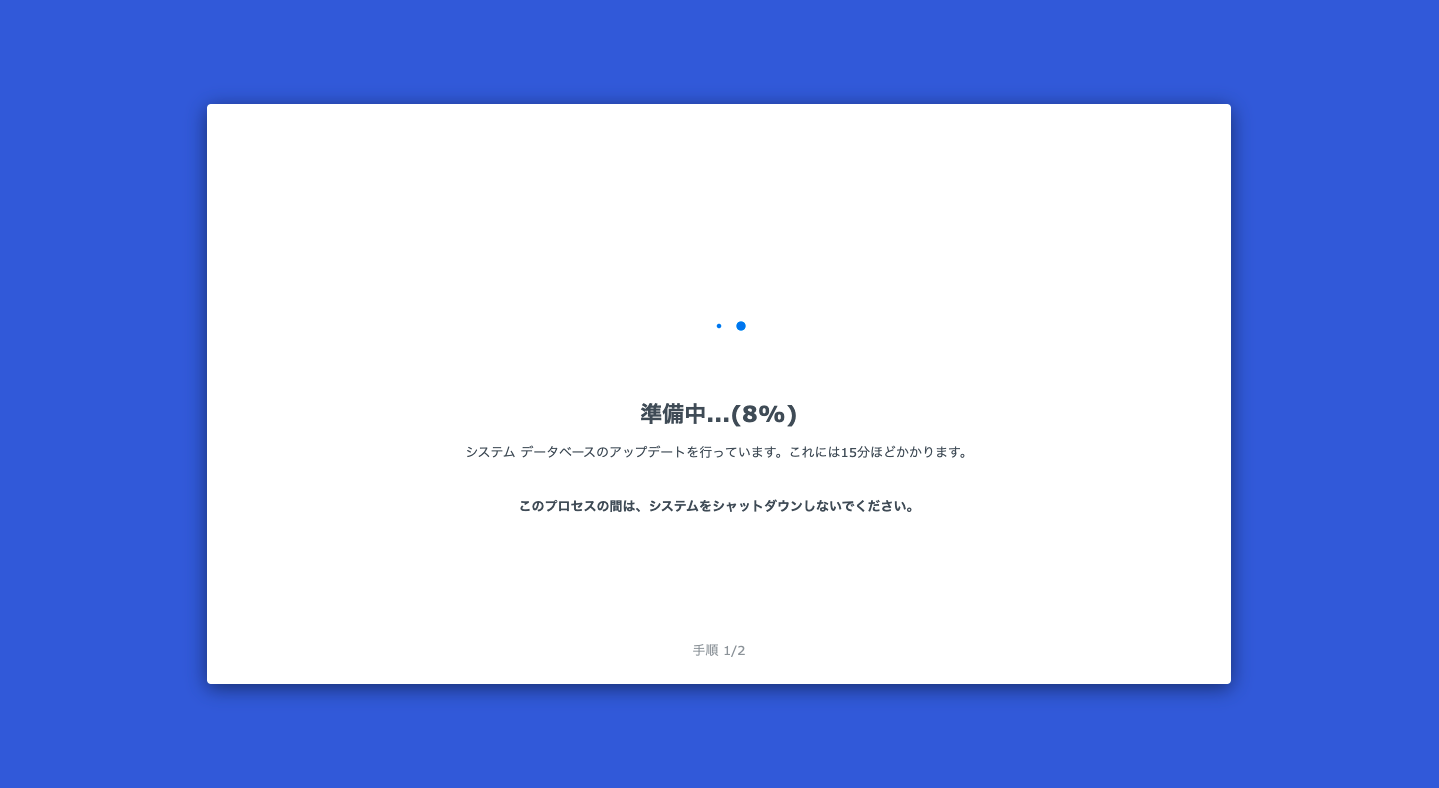 準備中...(8%)
システム データベースのアップデートを行っています。これには15分ほどかかります。
このプロセスの間は、システムをシャットダウンしないでください。
手順 1/2